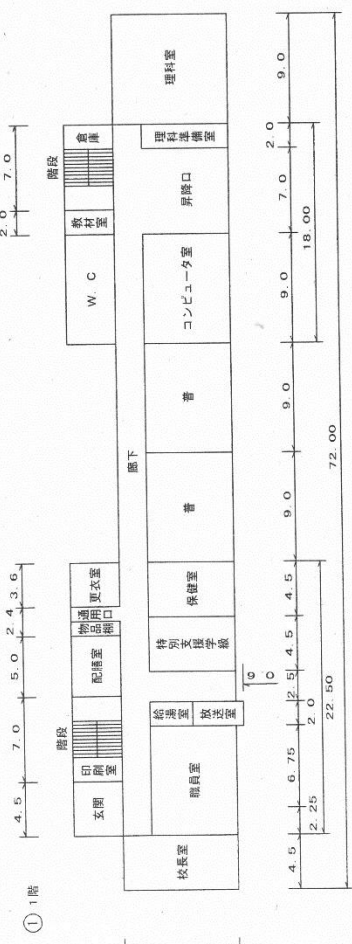 ① 1階
4.5
7.0
5.0
2.4
3.6
2.0
7.0
玄関
印刷室
階段
配膳室
物品棚
通用口
更衣室
W.C
教材室
階段
倉庫
廊下
校長室
職員室
給湯室
放送室
特別支援学級
保健室
普
普
コンピュータ室
昇降口
理科準備室
理科室
90
4.5
2.25
6.75
2.0
2.5
4.5
4.5
9.0
9.0
9.0
7.0
2.0
9.0
22.50
18.00
72.00